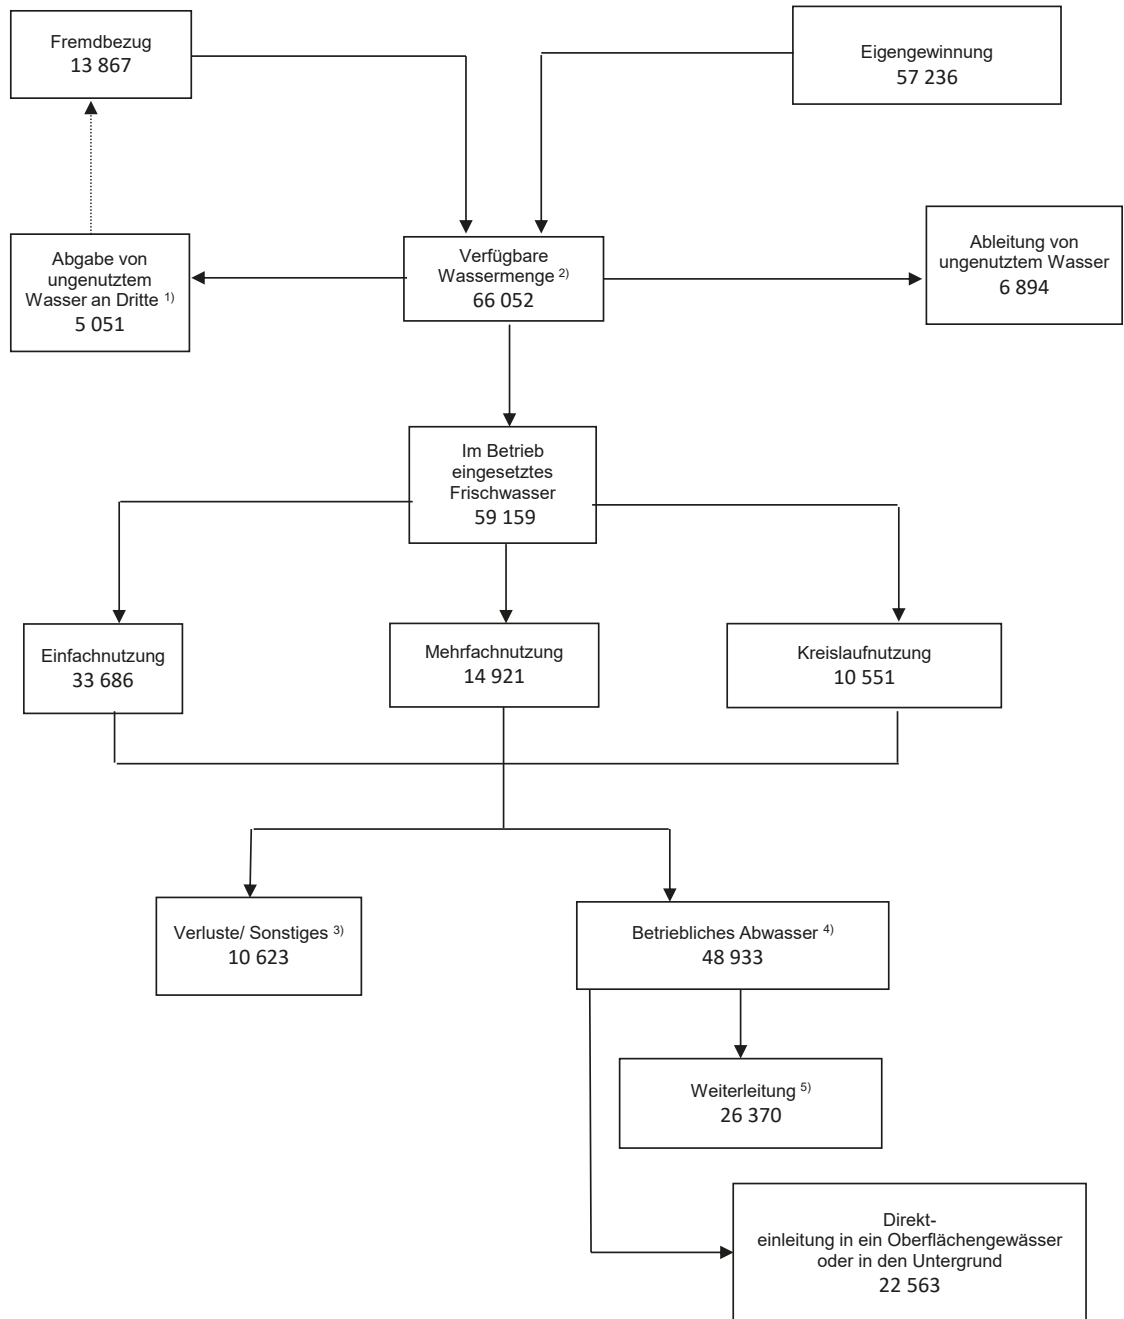 Fremdbezug
13 867
Eigengewinnung
57 236
Abgabe von
ungenutztem
Wasser an Dritte 1)
5 051
Verfügbare
Wassermenge 2)
66 052
Ableitung von
ungenutztem Wasser
6 894
Im Betrieb
eingesetztes
Frischwasser
59 159
Einfachnutzung
33 686
Mehrfachnutzung
14 921
Kreislaufnutzung
10 551
Verluste/ Sonstiges 3)
10 623
Betriebliches Abwasser 4)
48 933
Weiterleitung 5)
26 370
Direkt-
einleitung in ein Oberflächengewässer
oder in den Untergrund
22 563